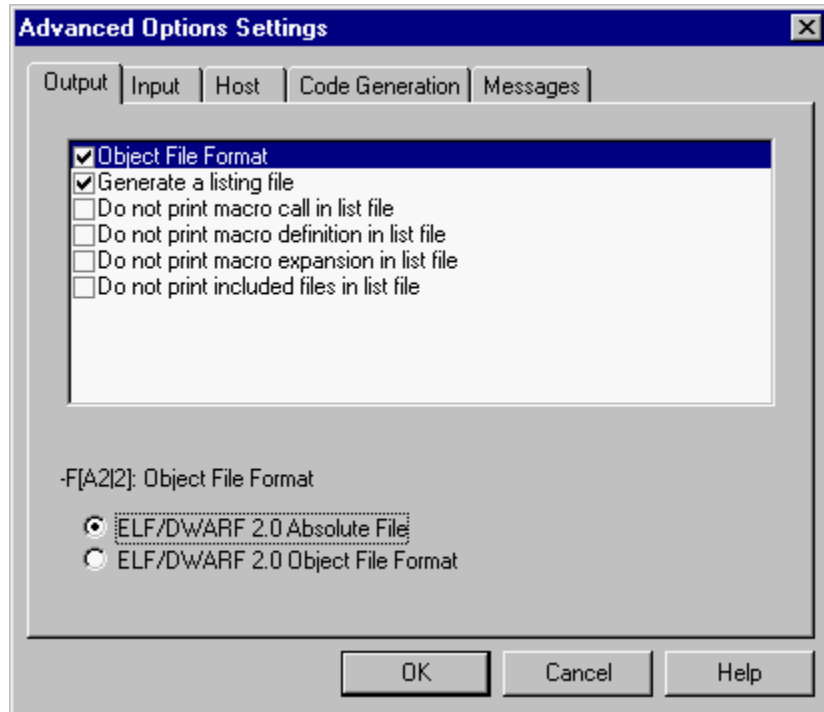 Advanced Options Settings
Output Input Host Code Generation Messages
Object File Format
Generate a listing file
Do not print macro call in list file
Do not print macro definition in list file
Do not print macro expansion in list file
Do not print included files in list file
-F[A2|2]: Object File Format
ELF/DWARF 2.0 Absolute File
ELF/DWARF 2.0 Object File Format
OK Cancel Help